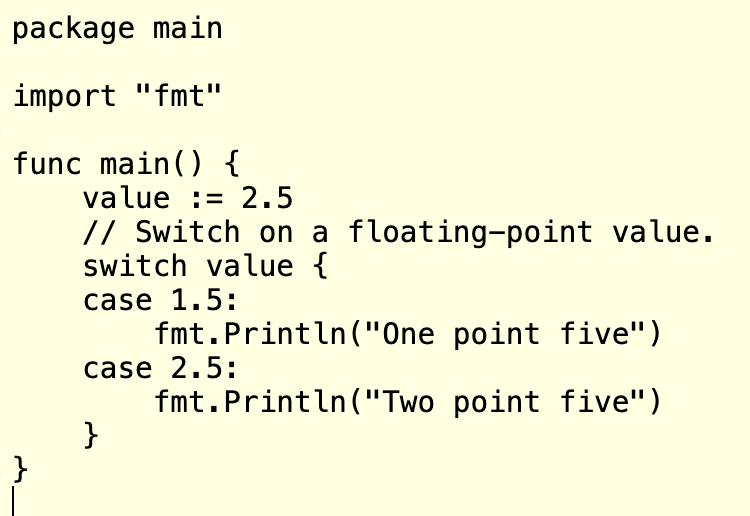 package main

import "fmt"

func main() {
    value := 2.5
    // Switch on a floating-point value.
    switch value {
    case 1.5:
        fmt.Println("One point five")
    case 2.5:
        fmt.Println("Two point five")
    }
}